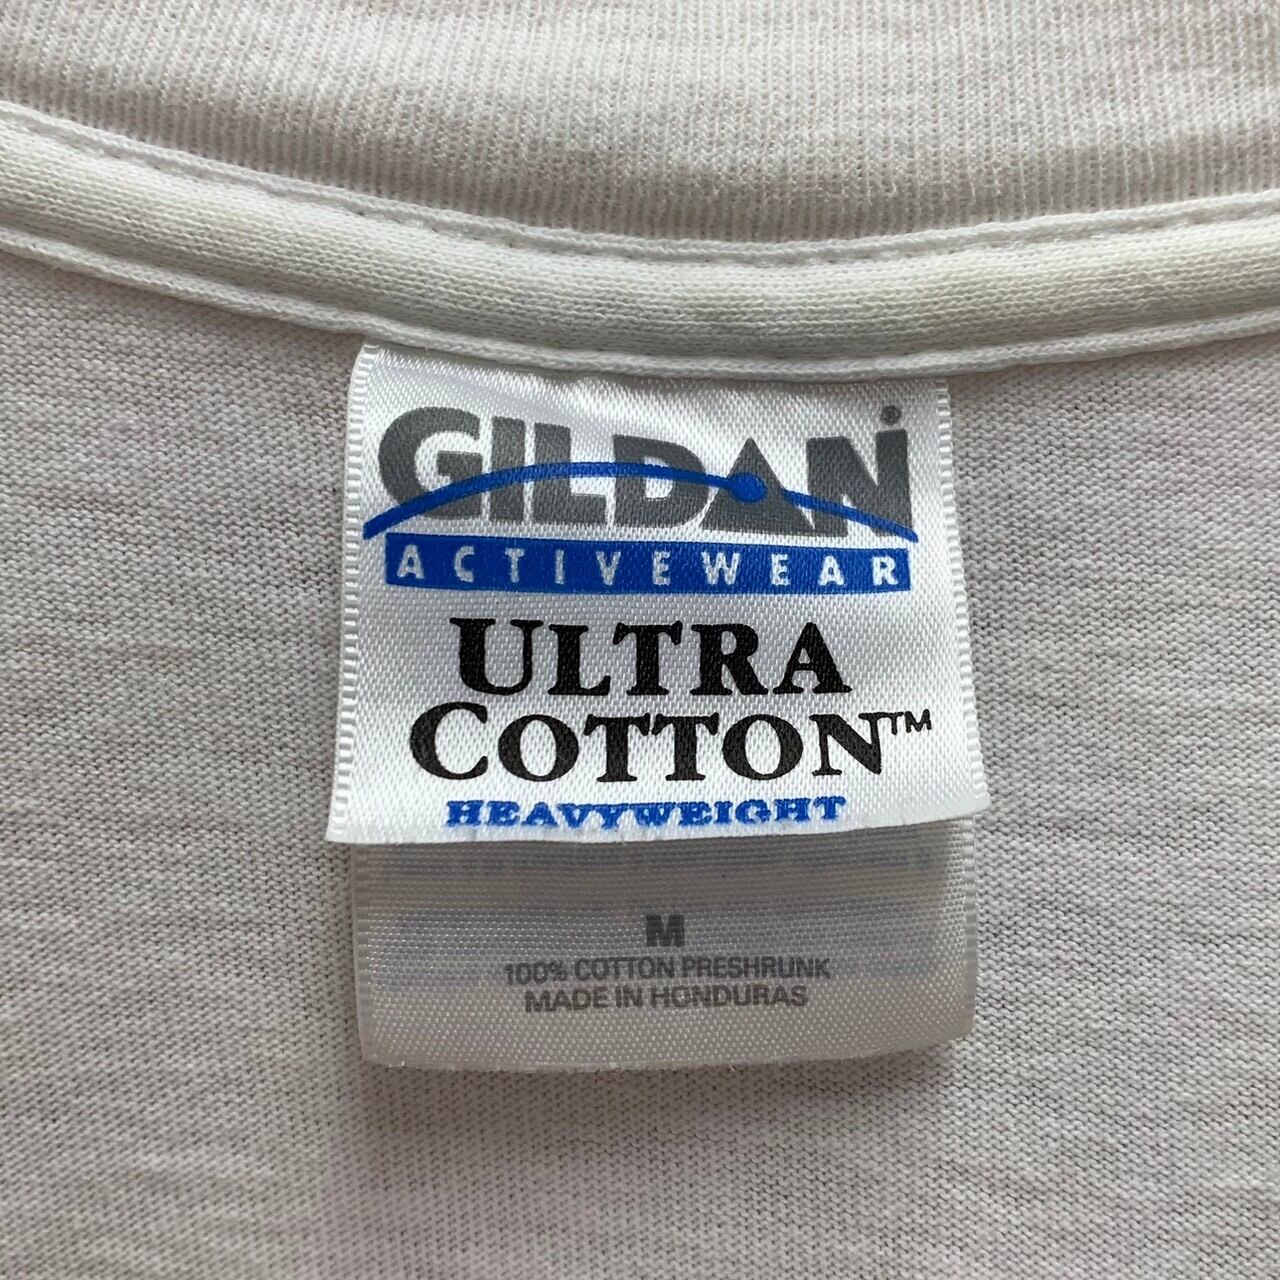 GILDAN
ACTIVEWEAR
ULTRA
COTTON™
HEAVYWEIGHT
M
100% COTTON PRESHRUNK
MADE IN HONDURAS